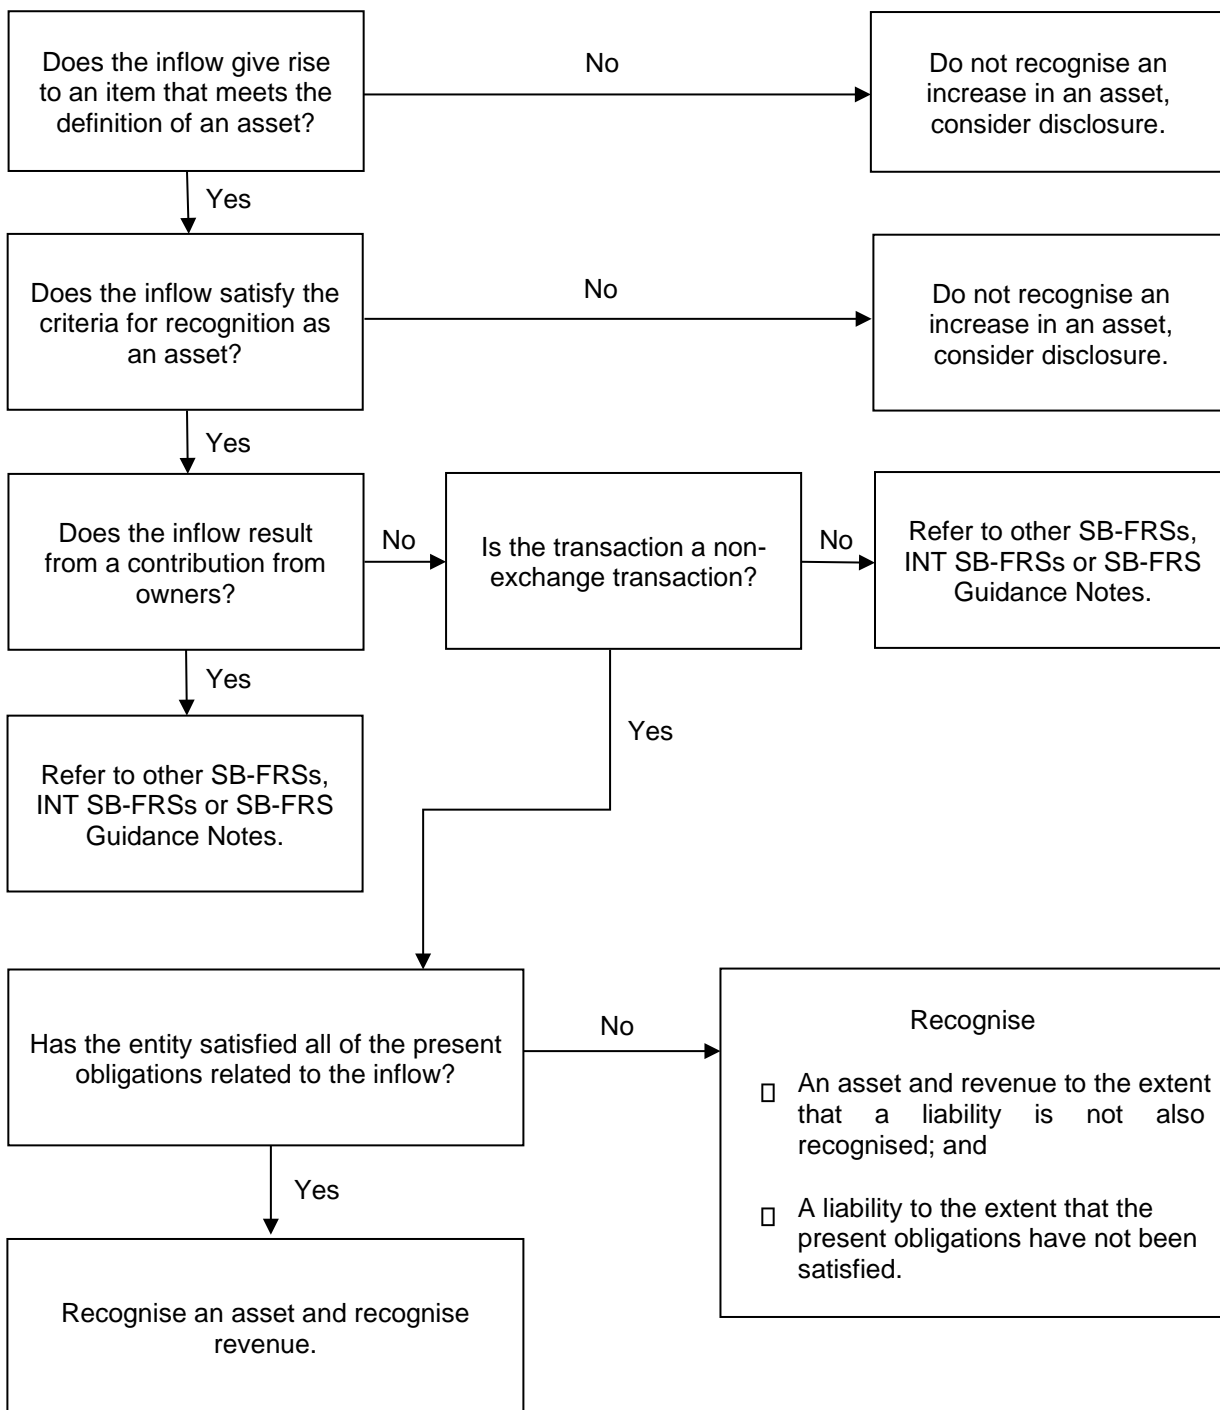 Does the inflow give rise
to an item that meets the
definition of an asset?
No
Do not recognise an
increase in an asset,
consider disclosure.
Yes
Does the inflow satisfy the
criteria for recognition as
an asset?
No
Do not recognise an
increase in an asset,
consider disclosure.
Yes
Does the inflow result
from a contribution from
owners?
No
Is the transaction a non-
exchange transaction?
No
Refer to other SB-FRSs,
INT SB-FRSs or SB-FRS
Guidance Notes.
Yes
Refer to other SB-FRSs,
INT SB-FRSs or SB-FRS
Guidance Notes.
Yes
Has the entity satisfied all of the present
obligations related to the inflow?
No
Recognise
An asset and revenue to the extent
that a liability is not also
recognised; and
A liability to the extent that the
present obligations have not been
satisfied.
Yes
Recognise an asset and recognise
revenue.